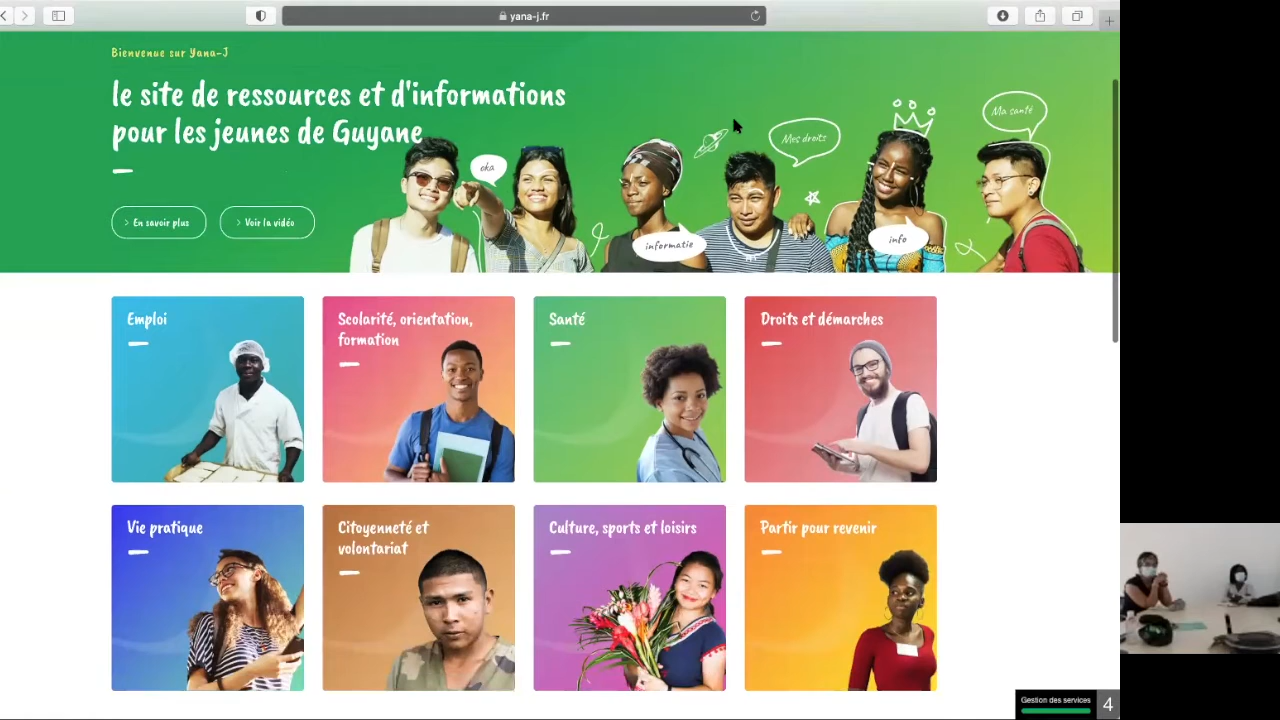 yana-j.fr
Bienvenue sur Yana-J
le site de ressources et d'informations
pour les jeunes de Guyane
> En savoir plus
> Voir la vidéo
oka
informatie
Mes droits
info
Ma santé
Emploi
Scolarité, orientation,
formation
Santé
Droits et démarches
Vie pratique
Citoyenneté et
volontariat
Culture, sports et loisirs
Partir pour revenir
Gestion des services
4